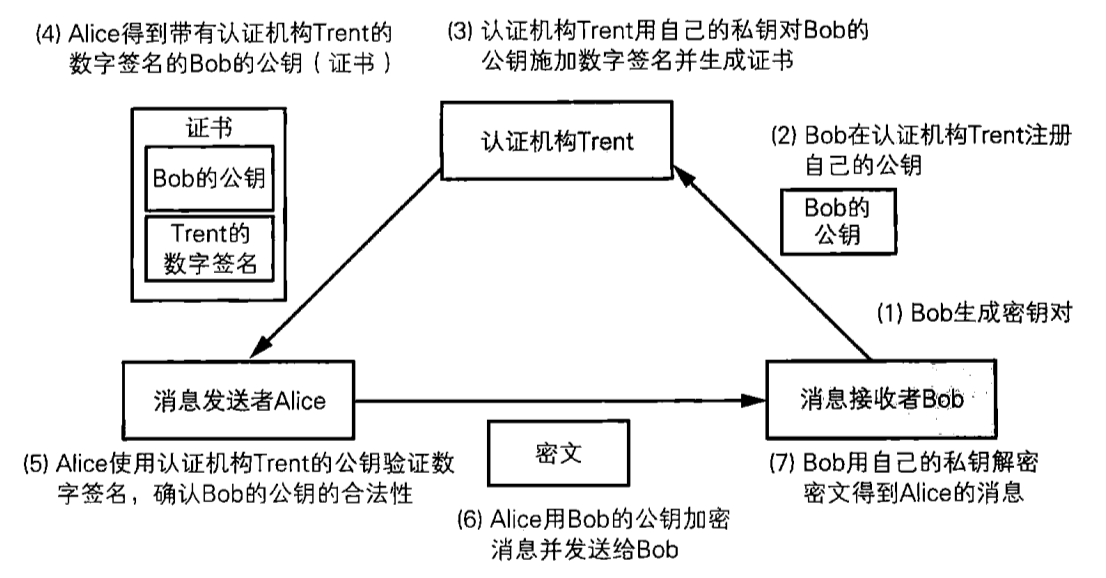 (4) Alice得到带有认证机构Trent的
数字签名的Bob的公钥（证书）
(3) 认证机构Trent用自己的私钥对Bob的
公钥施加数字签名并生成证书
证书
Bob的公钥
Trent的
数字签名
认证机构Trent
(2) Bob在认证机构Trent注册
自己的公钥
Bob的
公钥
(1) Bob生成密钥对
消息发送者Alice
消息接收者Bob
(5) Alice使用认证机构Trent的公钥验证数
字签名，确认Bob的公钥的合法性
密文
(6) Alice用Bob的公钥加密
消息并发送给Bob
(7) Bob用自己的私钥解密
密文得到Alice的消息